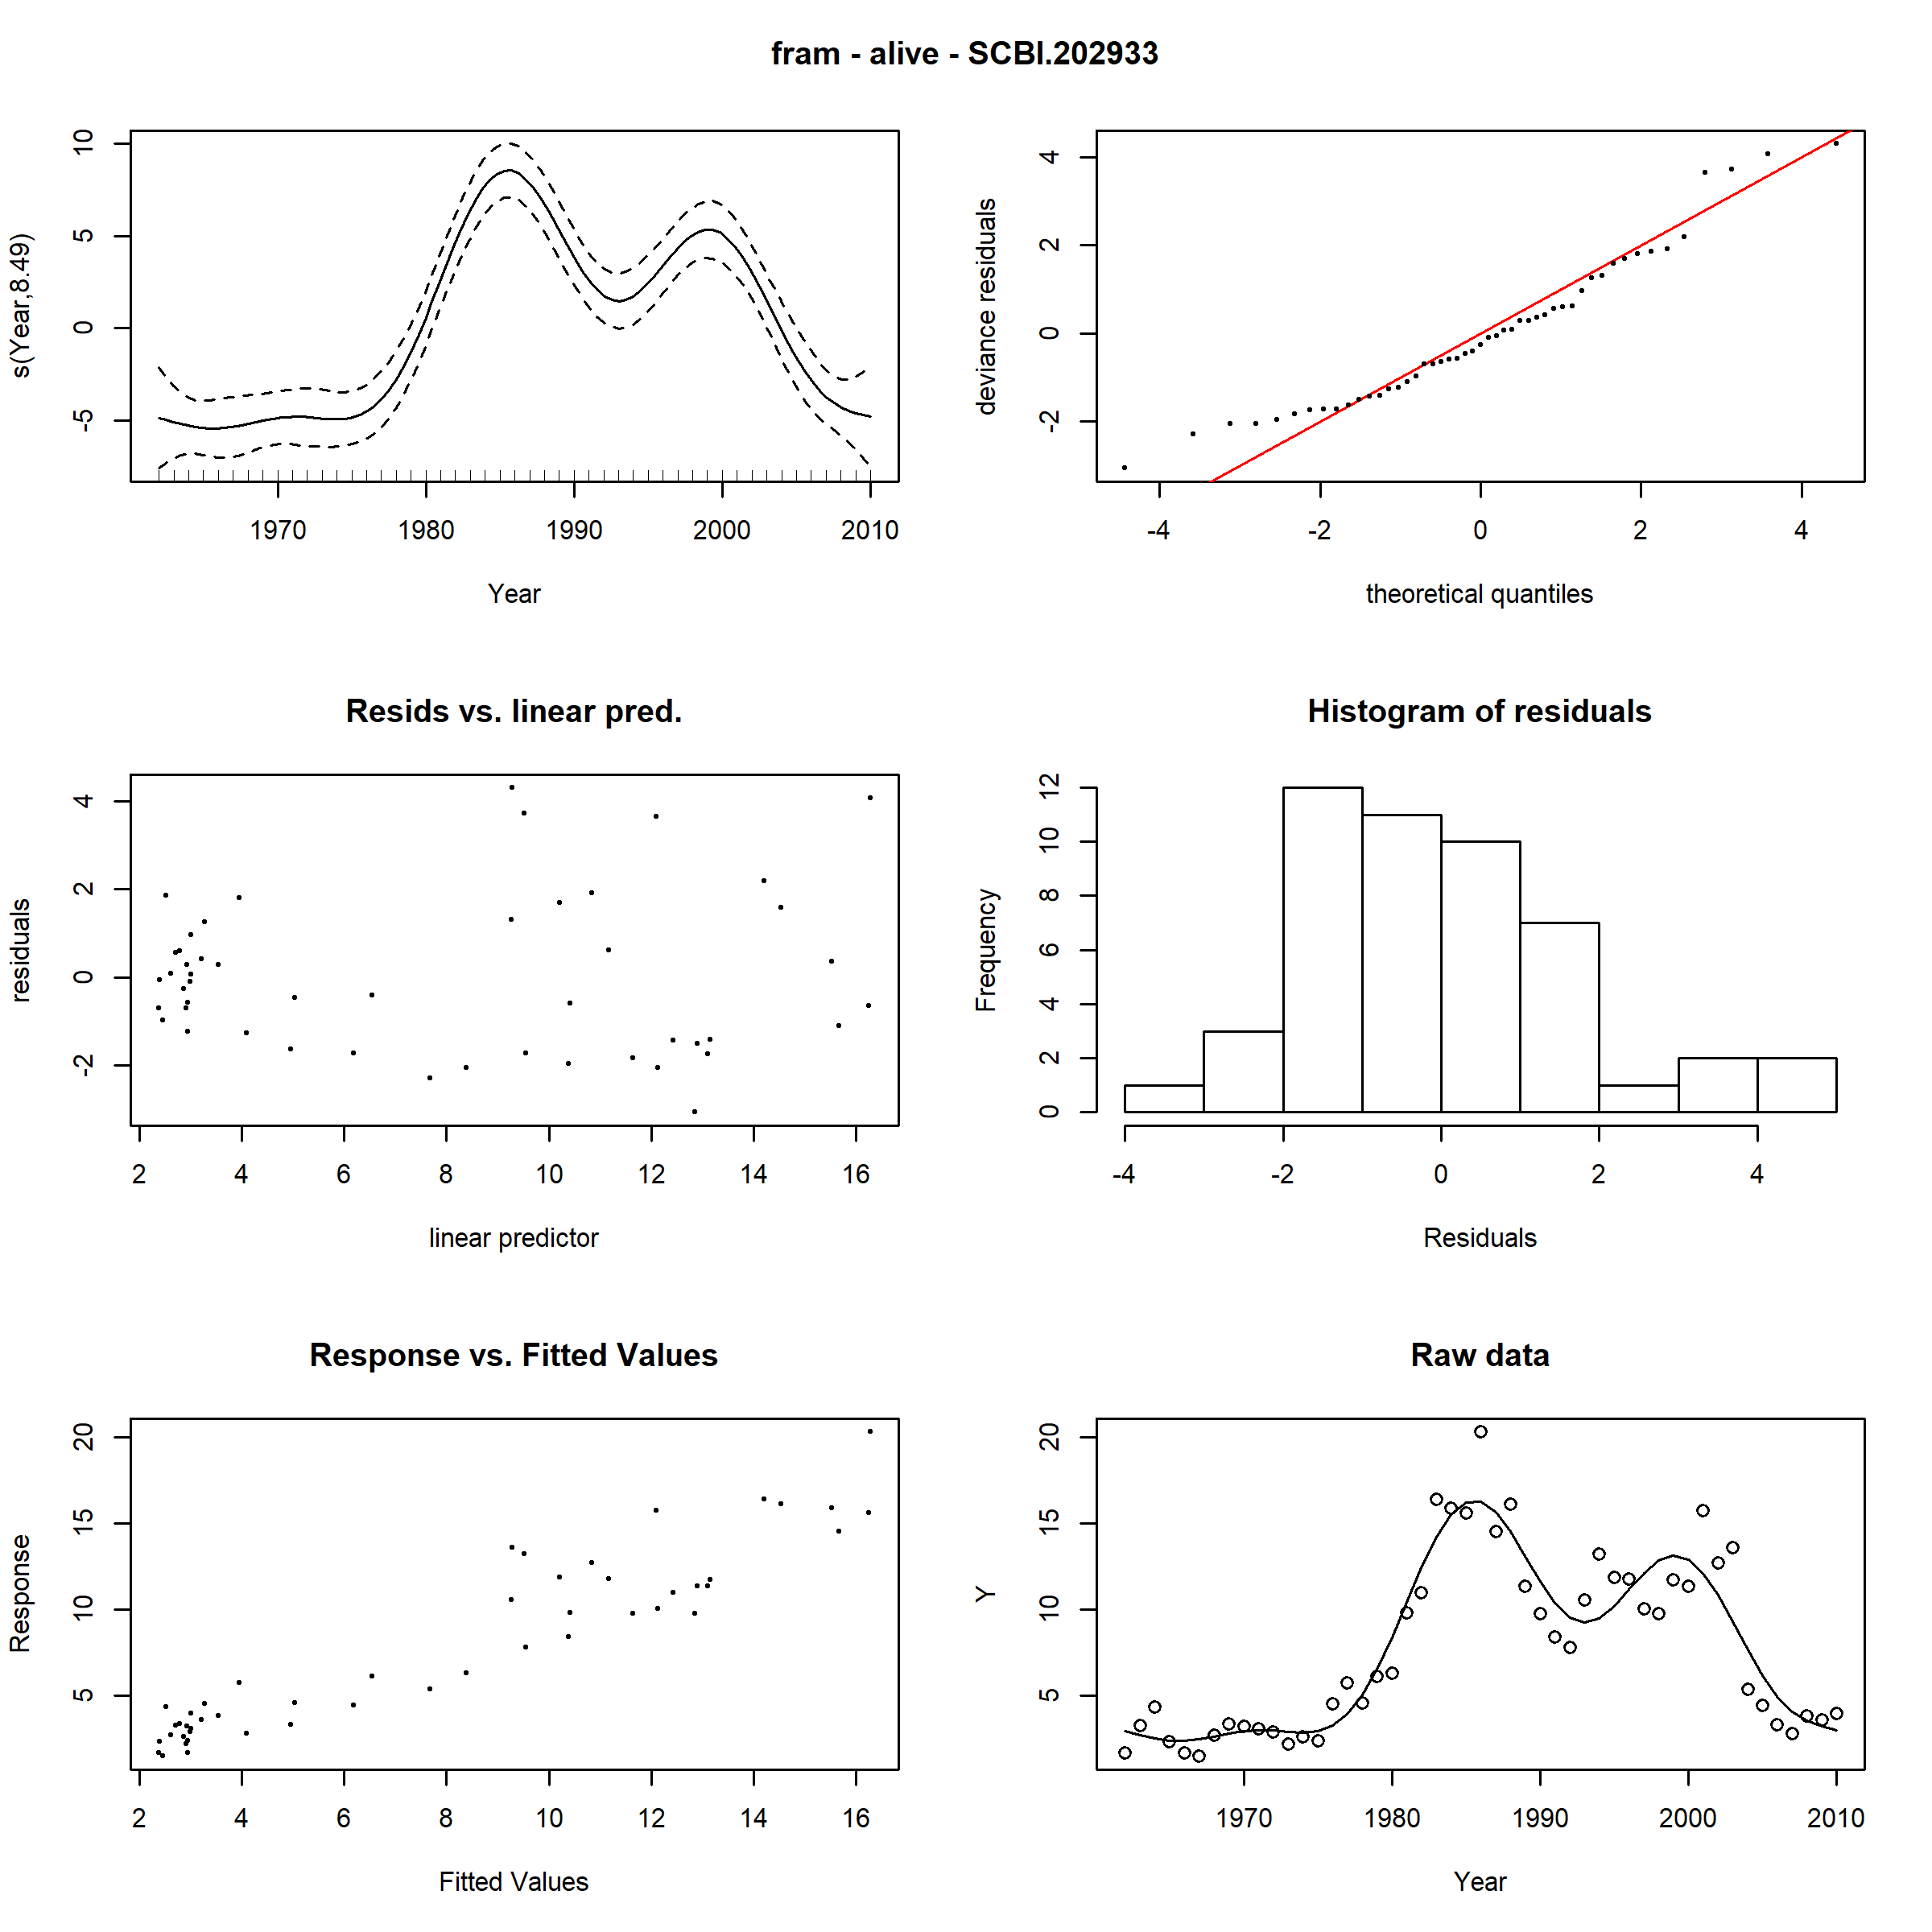 fram - alive - SCBI.202933
s(Year,8.49)
10
5
0
-5
1970 1980 1990 2000 2010
Year
deviance residuals
4
2
0
-2
-4 -2 0 2 4
theoretical quantiles
Resids vs. linear pred.
residuals
4
2
0
-2
2 4 6 8 10 12 14 16
linear predictor
Histogram of residuals
Frequency
12
10
8
6
4
2
0
-4 -2 0 2 4
Residuals
Response vs. Fitted Values
Response
20
15
10
5
2 4 6 8 10 12 14 16
Fitted Values
Raw data
Y
20
15
10
5
1970 1980 1990 2000 2010
Year